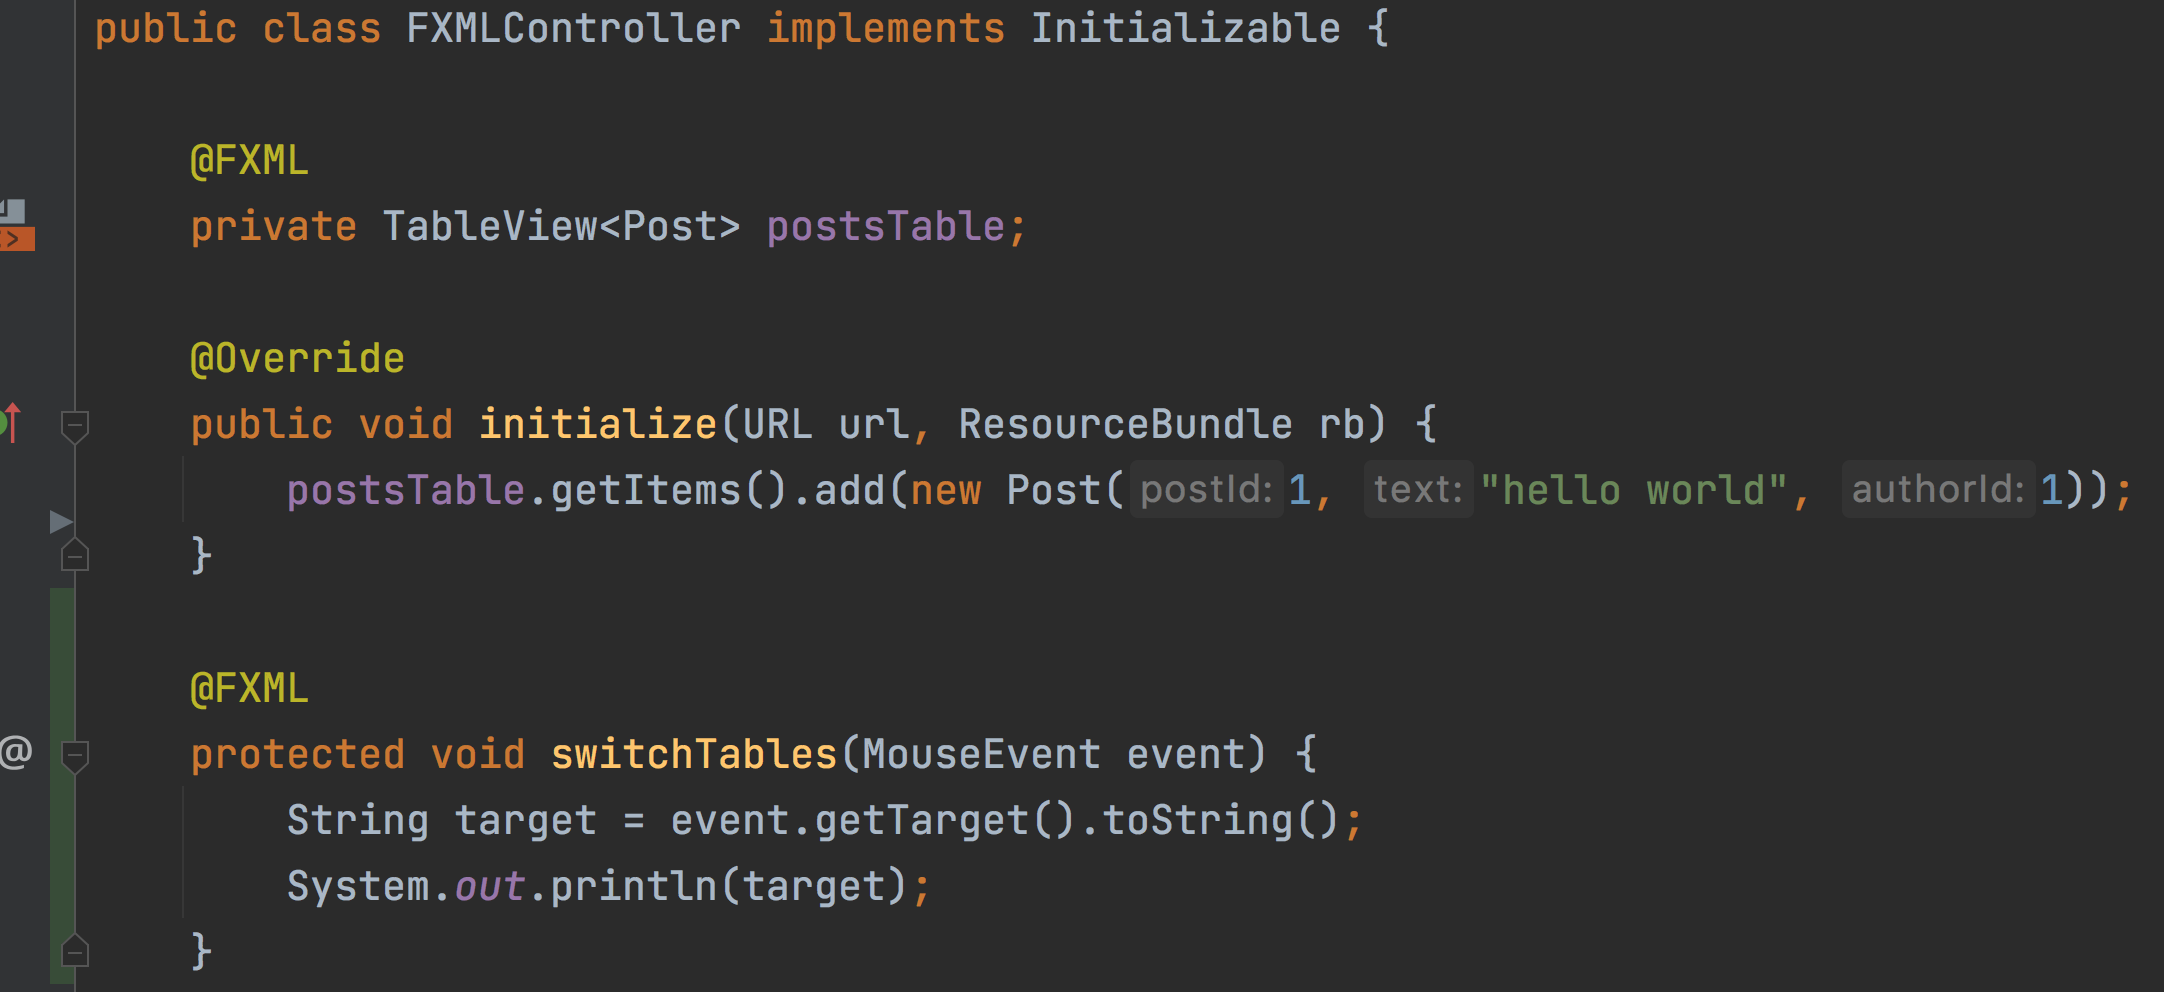 public class FXMLController implements Initializable {
@FXML
private TableView<Post> postsTable;
@Override
public void initialize(URL url, ResourceBundle rb) {
postsTable.getItems().add(new Post( postId: 1, text: "hello world", authorId: 1));
}
@FXML
@ protected void switchTables(MouseEvent event) {
String target = event.getTarget().toString();
System.out.println(target);
}